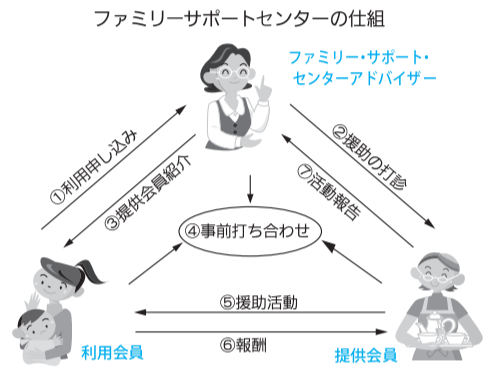 ファミリーサポートセンターの仕組
ファミリー・サポート・
センターアドバイザー
①利用申し込み
②援助の打診
③提供会員紹介
⑦活動報告
④事前打ち合わせ
⑤援助活動
⑥報酬
利用会員
提供会員